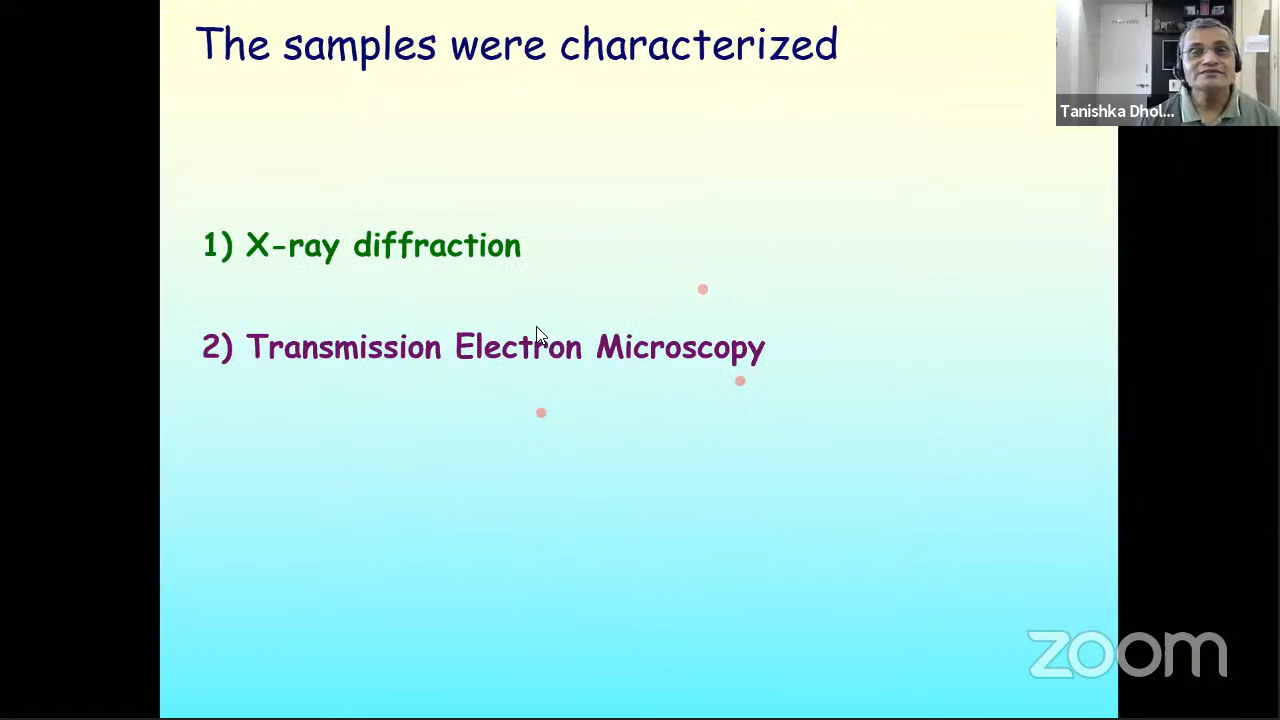 The samples were characterized
Tanishka Dhol...
1) X-ray diffraction
2) Transmission Electron Microscopy
zoom